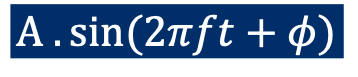 A . sin(2πft + ϕ)